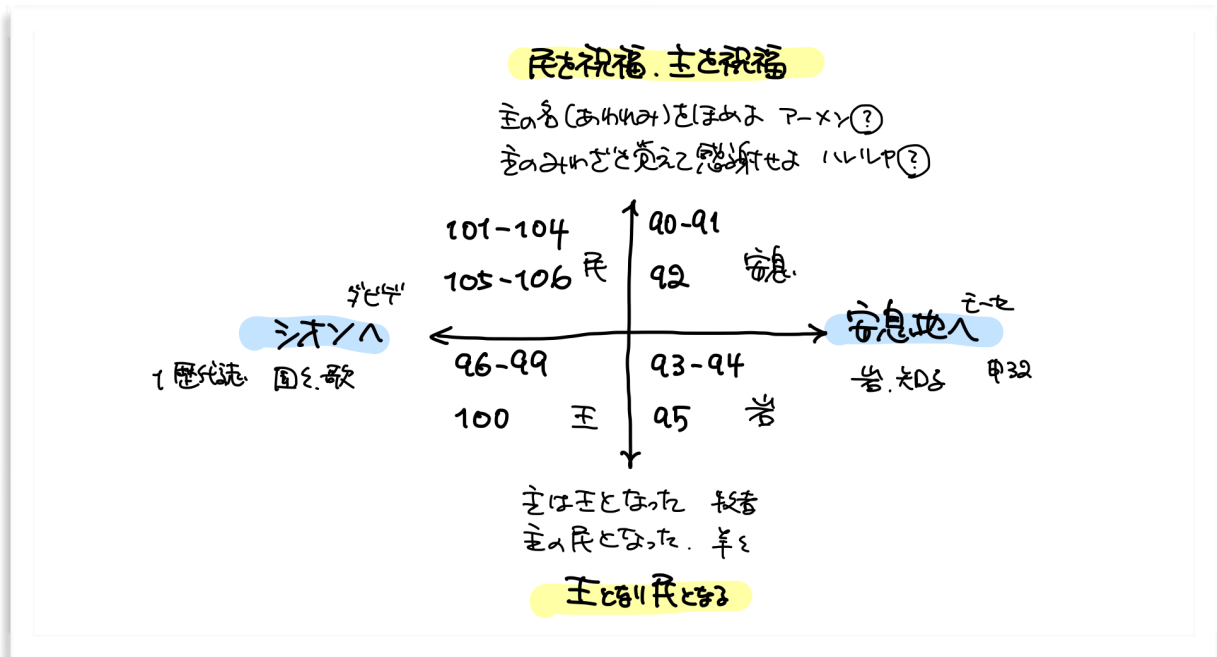 民を祝福.主を祝福
主の名(あわれみ)をほめよ アーメン?
主のみわざを覚えて感謝せよ ハレルヤ?
101-104 90-91
105-106 民 92 安息
ダビデ モーセ
シオンへ 安息地へ
1歴代誌 国々.歌 96-99 93-94 岩.知る 申32
100 王 95 岩
主は王となった 牧者
主の民となった. 羊々
王となり民となる